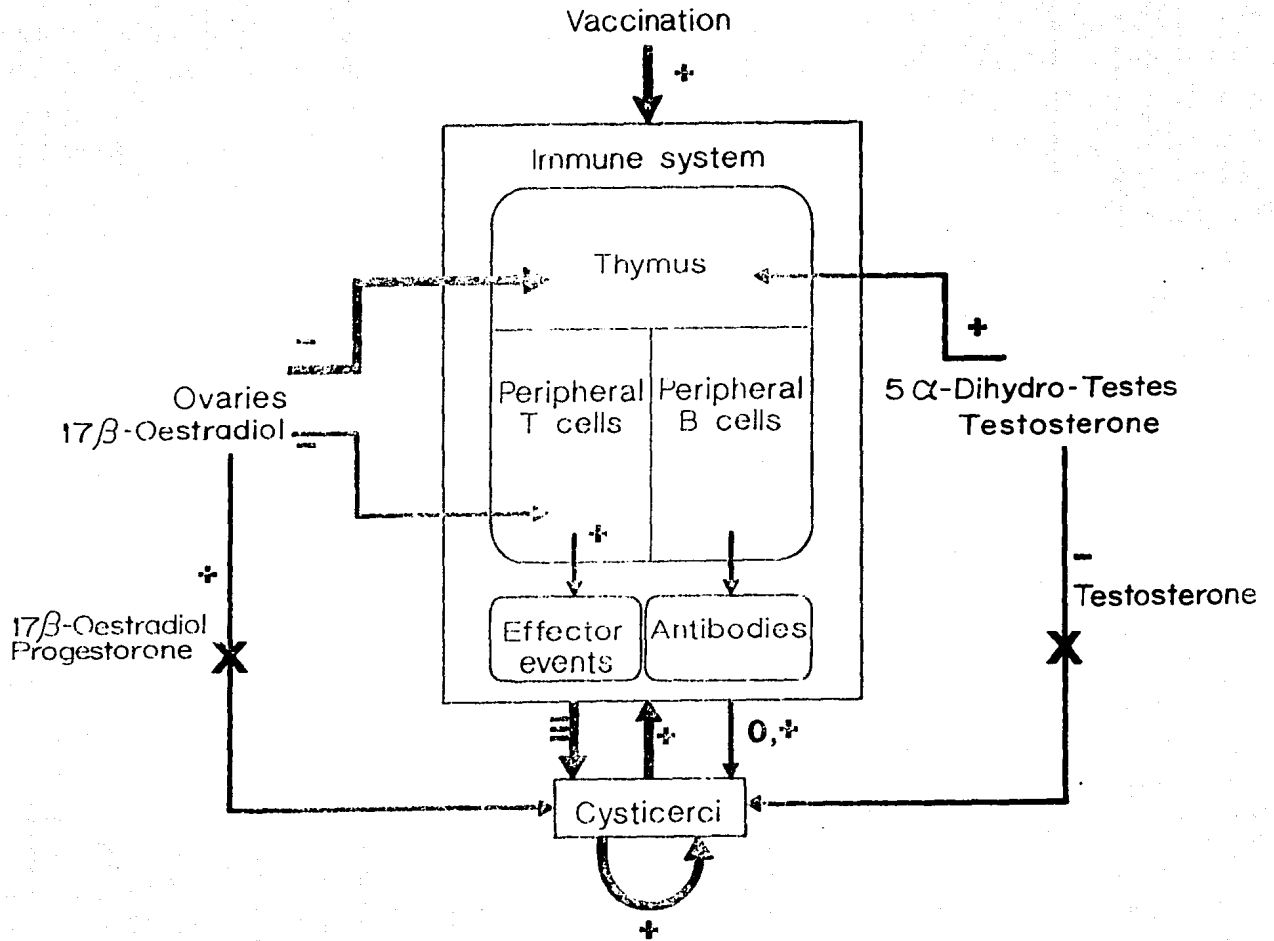 Vaccination
+
Immune system
Thymus
-
+
Peripheral
T cells
Peripheral
B cells
Ovaries
17β-Oestradiol
-
5 α-Dihydro-Testes
Testosterone
+
+
-
Testosterone
17β-Oestradiol
Progestorone
X
X
Effector
events
Antibodies
≡
+
0,+
Cysticerci
+